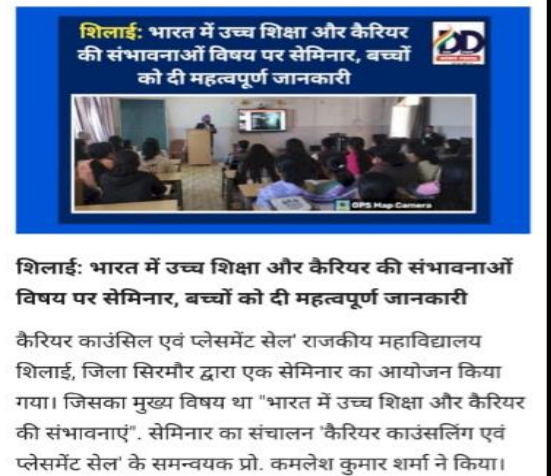 शिलाई: भारत में उच्च शिक्षा और कैरियर
की संभावनाओं विषय पर सेमिनार, बच्चों
को दी महत्वपूर्ण जानकारी
GPS Map Camera
शिलाई: भारत में उच्च शिक्षा और कैरियर की संभावनाओं
विषय पर सेमिनार, बच्चों को दी महत्वपूर्ण जानकारी
कैरियर काउंसिल एवं प्लेसमेंट सेल' राजकीय महाविद्यालय
शिलाई, जिला सिरमौर द्वारा एक सेमिनार का आयोजन किया
गया। जिसका मुख्य विषय था "भारत में उच्च शिक्षा और कैरियर
की संभावनाएं". सेमिनार का संचालन 'कैरियर काउंसलिंग एवं
प्लेसमेंट सेल' के समन्वयक प्रो. कमलेश कुमार शर्मा ने किया।